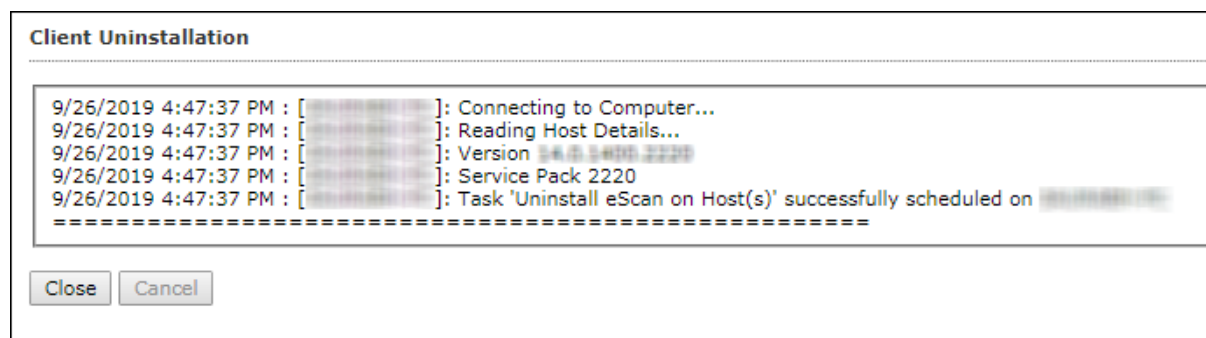 Client Uninstallation
9/26/2019 4:47:37 PM : [ ]: Connecting to Computer...
9/26/2019 4:47:37 PM : [ ]: Reading Host Details...
9/26/2019 4:47:37 PM : [ ]: Version
9/26/2019 4:47:37 PM : [ ]: Service Pack 2220
9/26/2019 4:47:37 PM : [ ]: Task 'Uninstall eScan on Host(s)' successfully scheduled on
====================================================
Close Cancel